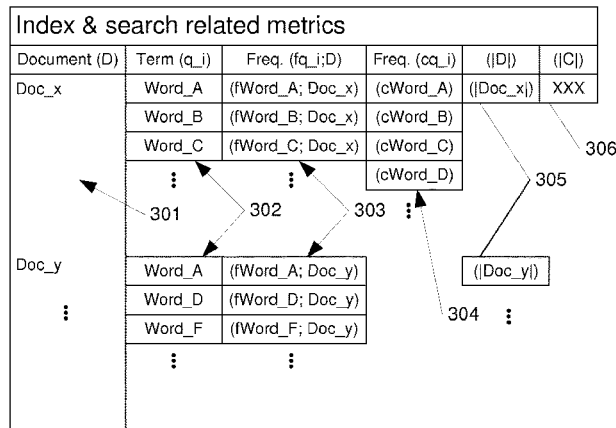 Index & search related metrics
Document (D) Term (q_i) Freq. (fq_i;D) Freq. (cq_i) (|D|) (|C|)
Doc_x Word_A (fWord_A; Doc_x) (cWord_A) (|Doc_x|) XXX
Word_B (fWord_B; Doc_x) (cWord_B)
Word_C (fWord_C; Doc_x) (cWord_C)
(cWord_D)
306
305
301 302 303
Doc_y Word_A (fWord_A; Doc_y) (|Doc_y|)
Word_D (fWord_D; Doc_y)
304
Word_F (fWord_F; Doc_y)